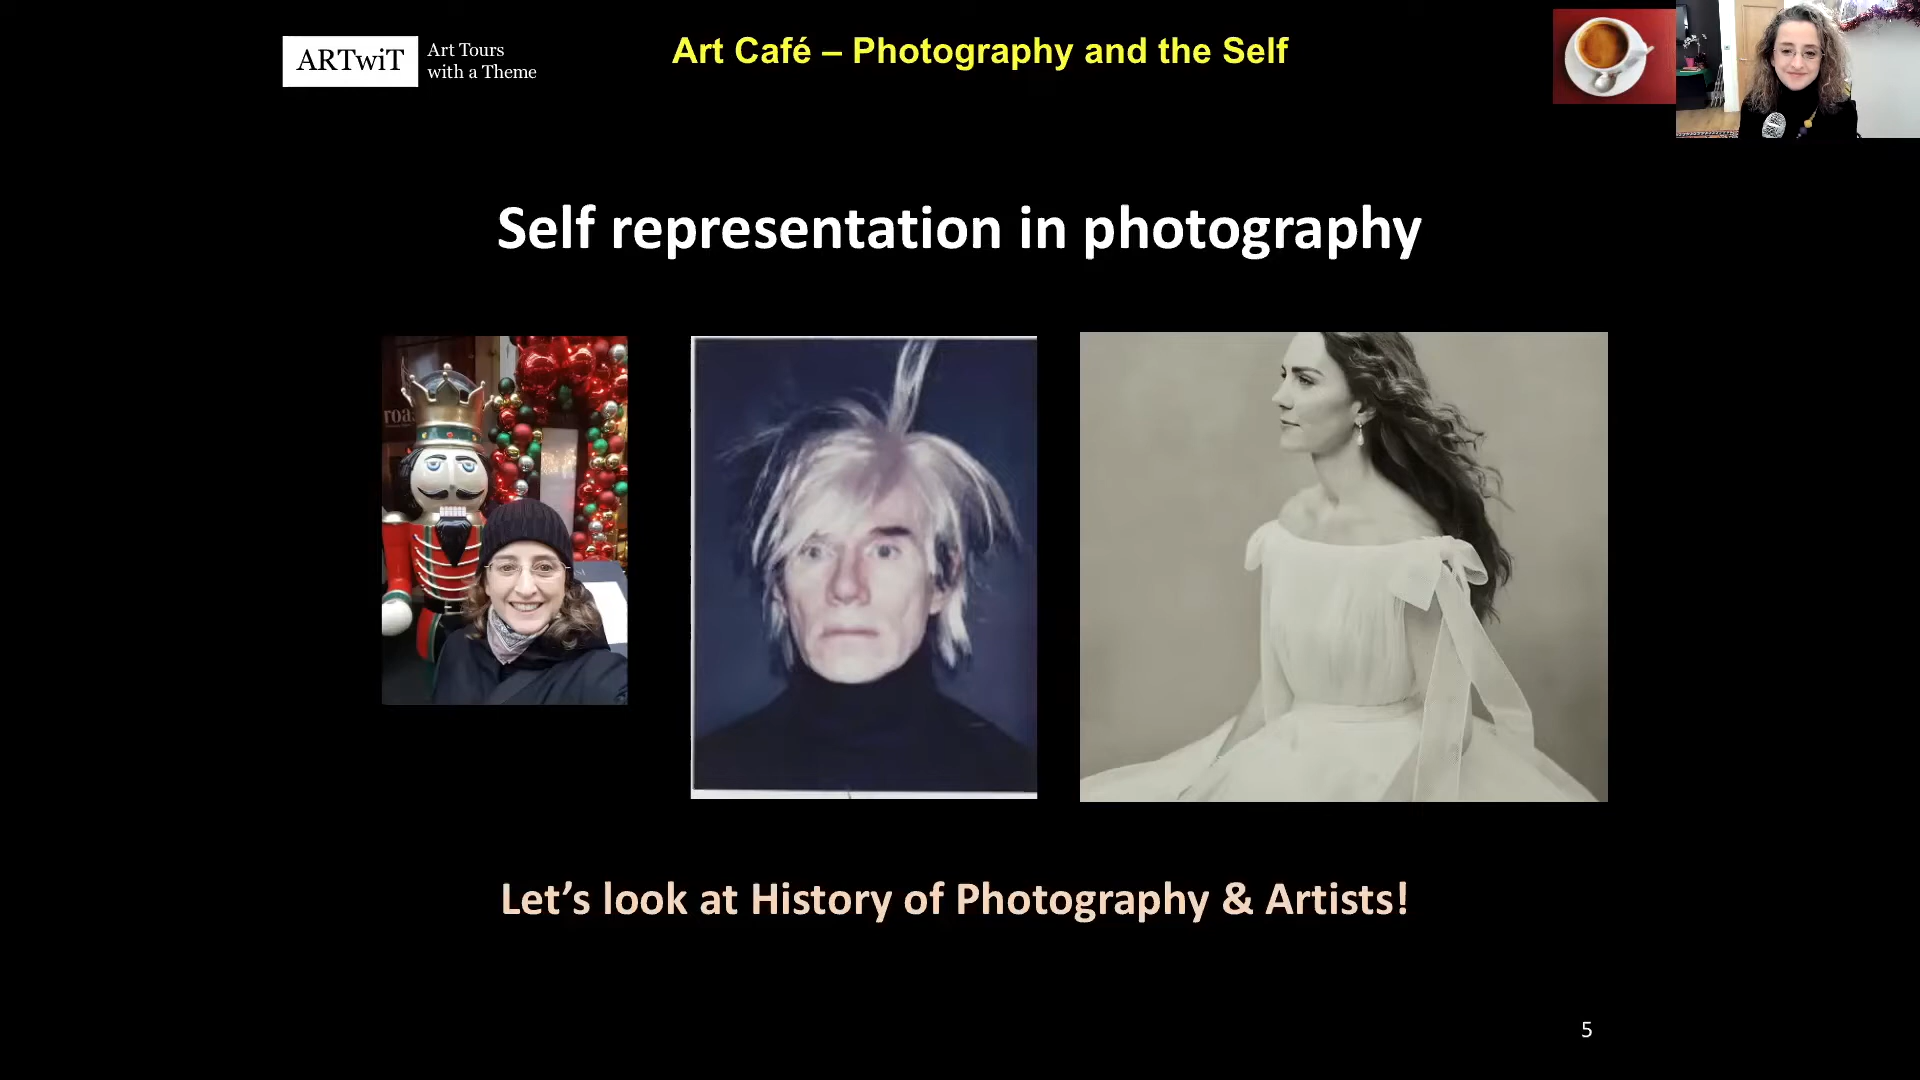 ARTwiT
Art Tours
with a Theme
Art Café – Photography and the Self
Self representation in photography
roa
Let's look at History of Photography & Artists!
5